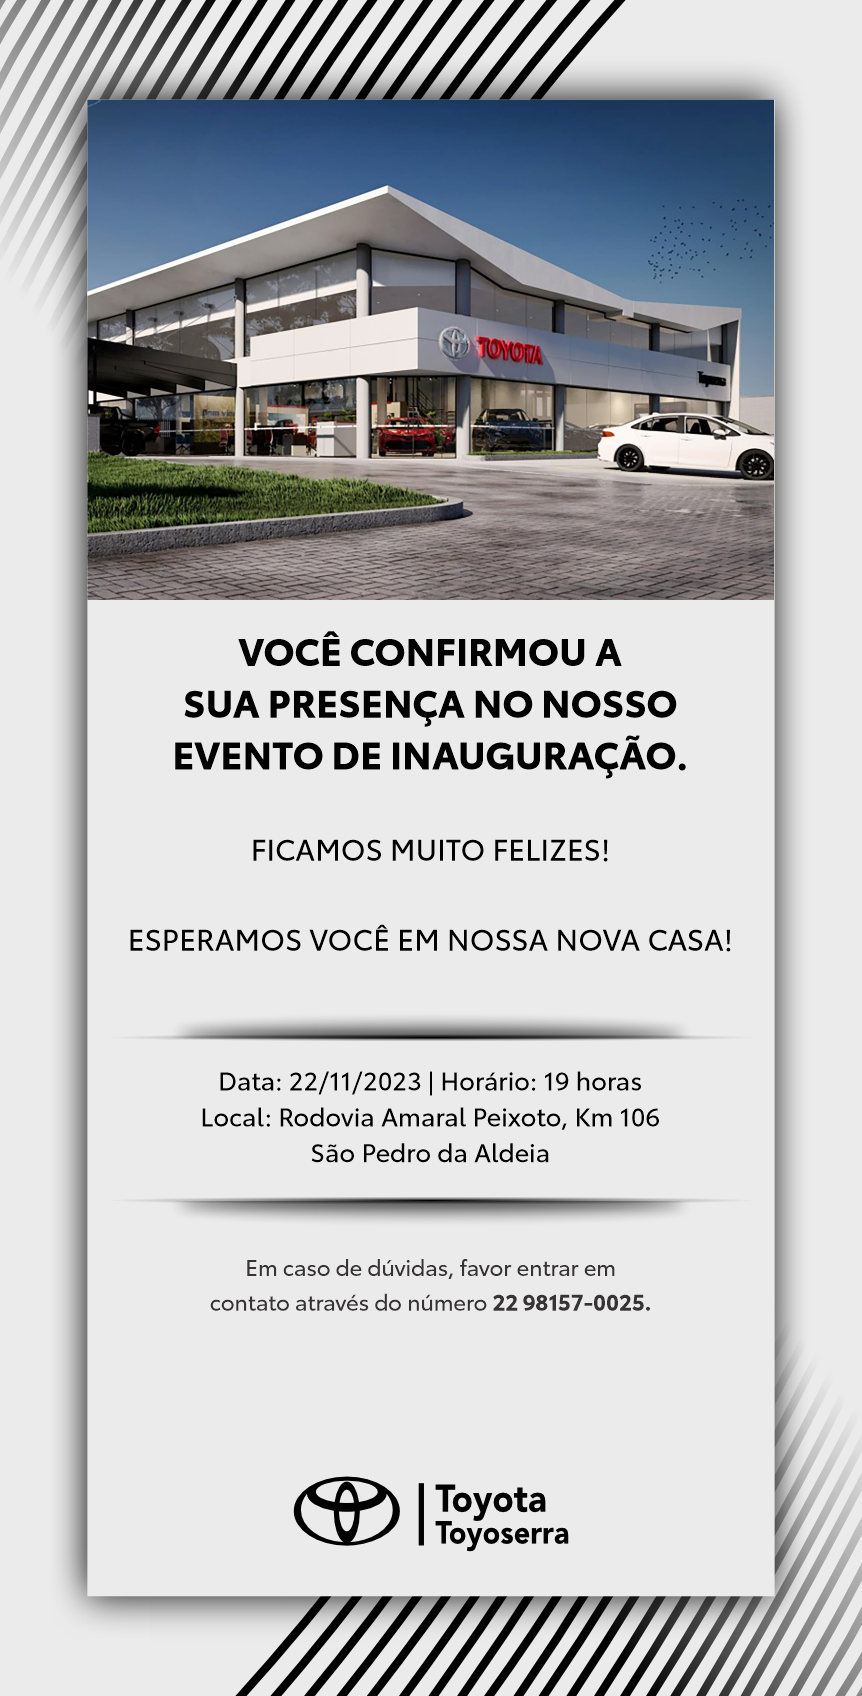 TOYOTA
VOCÊ CONFIRMOU A
SUA PRESENÇA NO NOSSO
EVENTO DE INAUGURAÇÃO.
FICAMOS MUITO FELIZES!
ESPERAMOS VOCÊ EM NOSSA NOVA CASA!
Data: 22/11/2023 | Horário: 19 horas
Local: Rodovia Amaral Peixoto, Km 106
São Pedro da Aldeia
Em caso de dúvidas, favor entrar em
contato através do número 22 98157-0025.
Toyota
Toyoserra